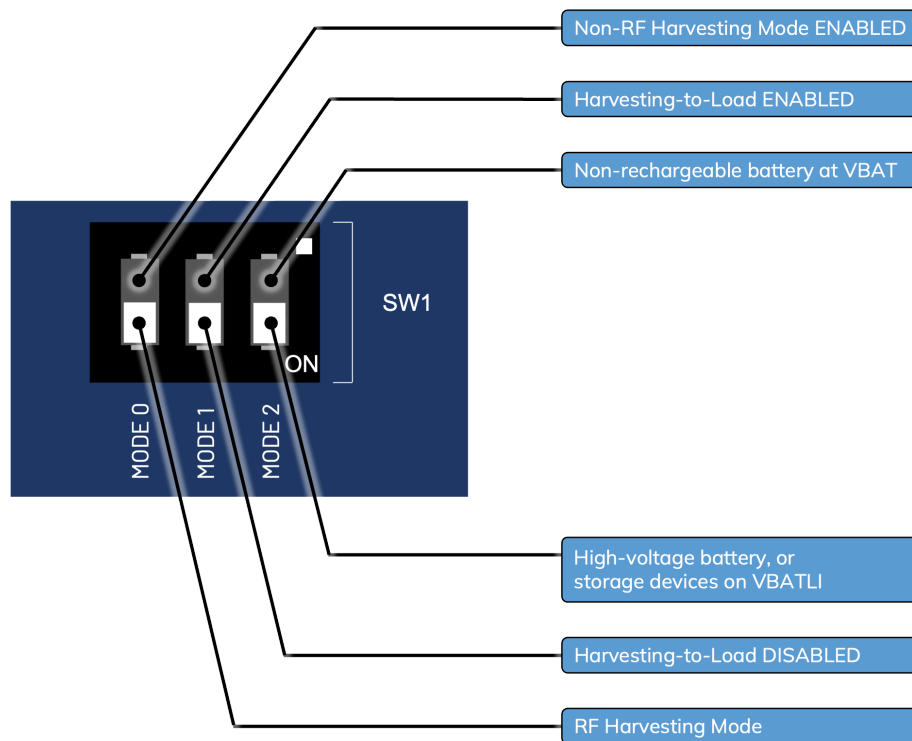 Non-RF Harvesting Mode ENABLED
Harvesting-to-Load ENABLED
Non-rechargeable battery at VBAT
SW1
ON
MODE 0
MODE 1
MODE 2
High-voltage battery, or
storage devices on VBATLI
Harvesting-to-Load DISABLED
RF Harvesting Mode